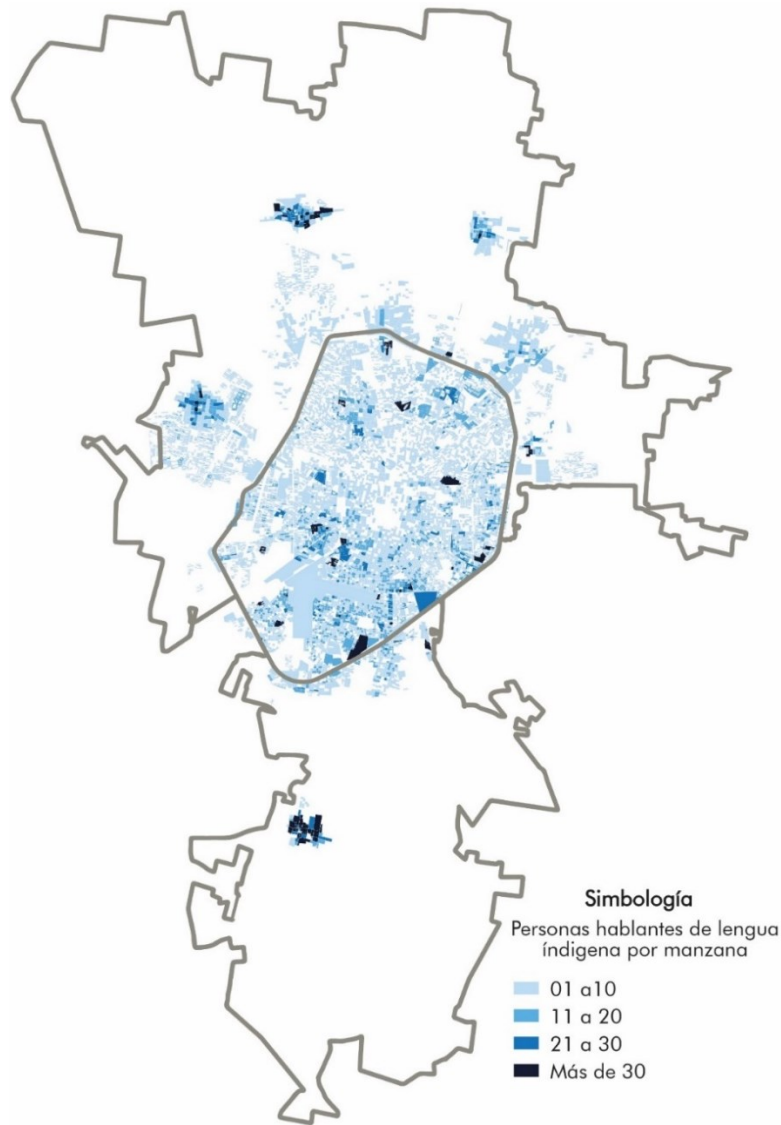 Simbología
Personas hablantes de lengua
índigena por manzana
01 a10
11 a 20
21 a 30
Más de 30